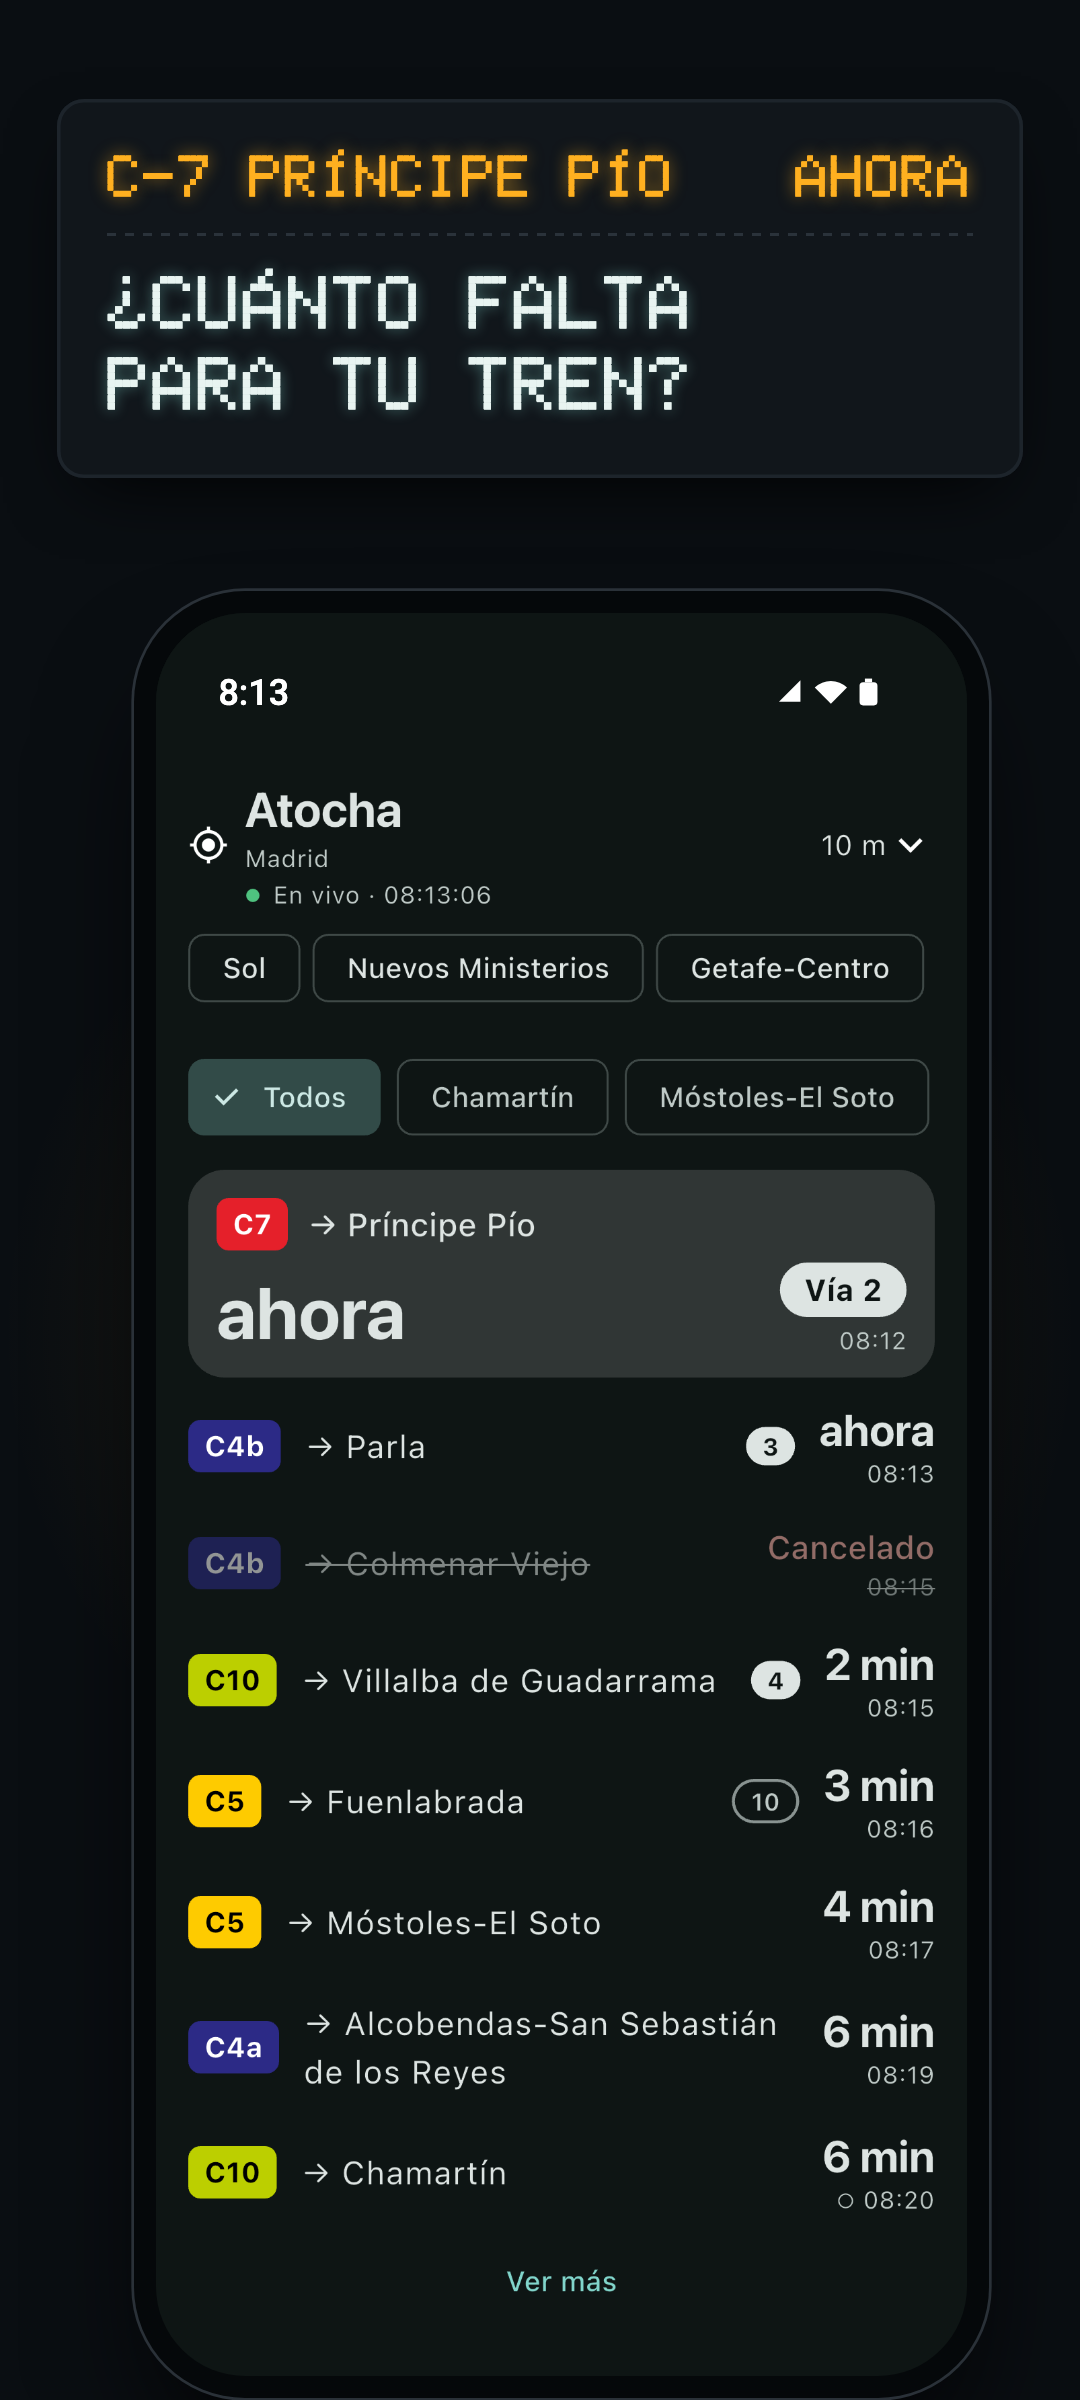 C-7 PRÍNCIPE PÍO AHORA
¿CUÁNTO FALTA
PARA TU TREN?
8:13
Atocha
Madrid
10 m
En vivo · 08:13:06
Sol Nuevos Ministerios Getafe-Centro
Todos Chamartín Móstoles-El Soto
C7 → Príncipe Pío
ahora Vía 2
08:12
C4b → Parla 3 ahora
08:13
C4b → Colmenar Viejo Cancelado
08:15
C10 → Villalba de Guadarrama 4 2 min
08:15
C5 → Fuenlabrada 10 3 min
08:16
C5 → Móstoles-El Soto 4 min
08:17
C4a → Alcobendas-San Sebastián
de los Reyes 6 min
08:19
C10 → Chamartín 6 min
08:20
Ver más